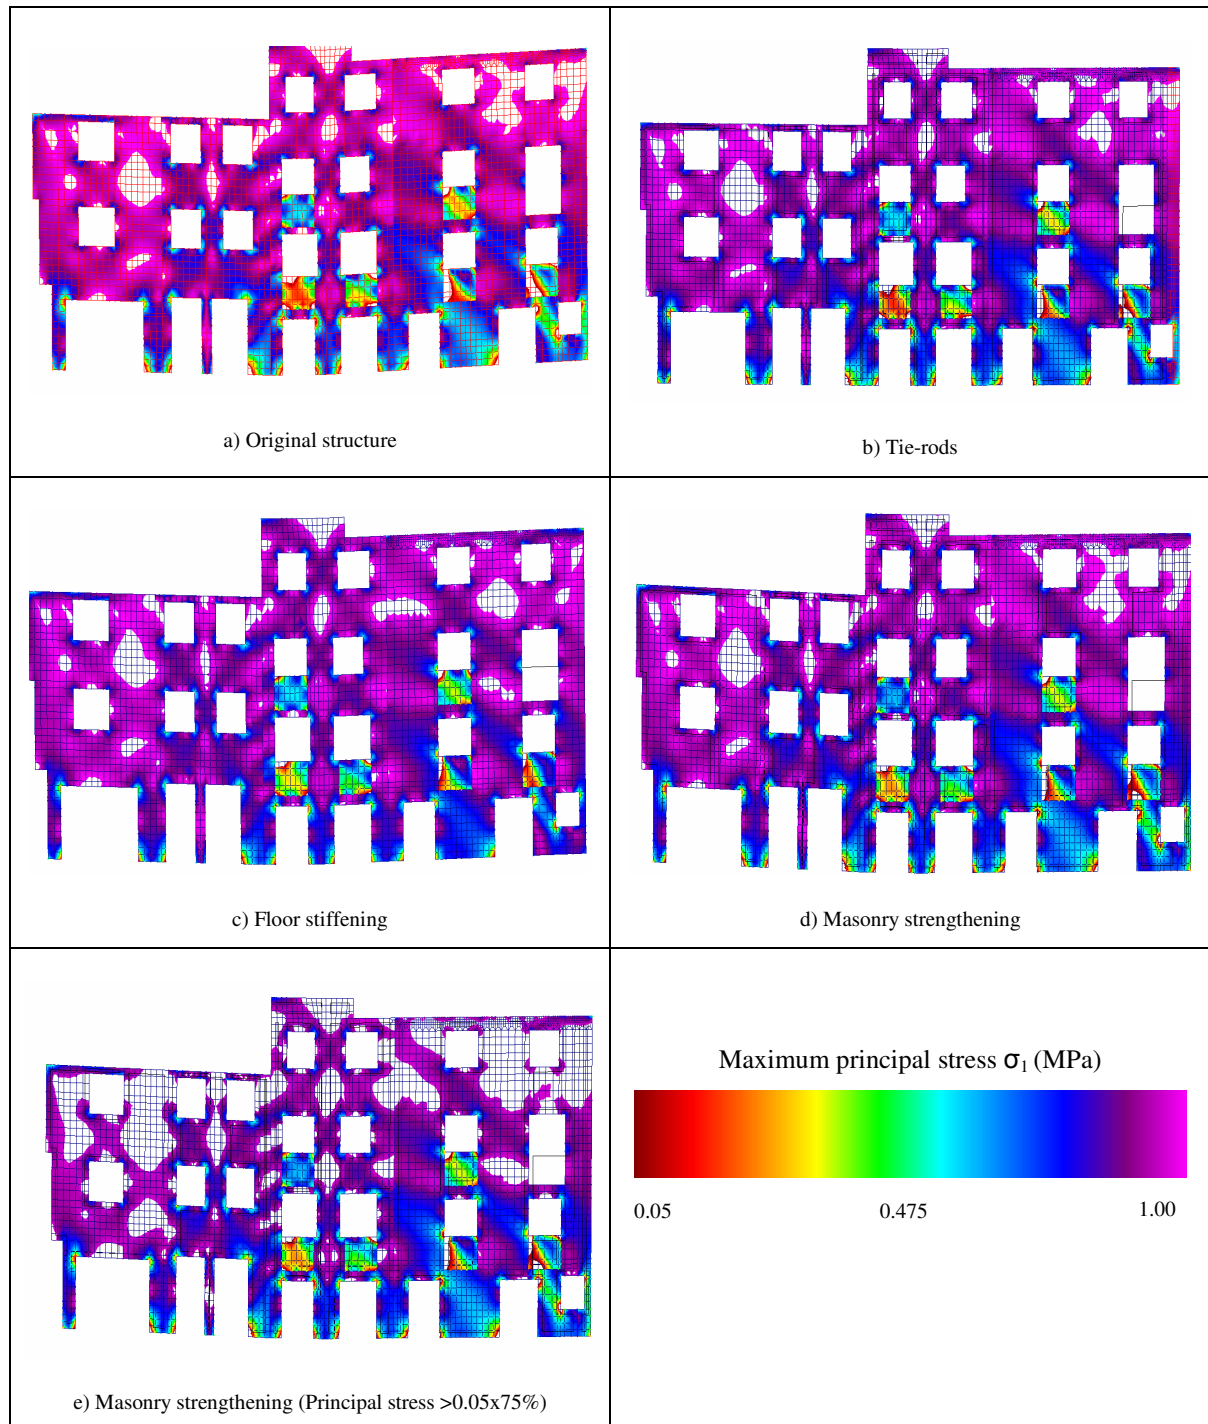 a) Original structure
b) Tie-rods
c) Floor stiffening
d) Masonry strengthening
e) Masonry strengthening (Principal stress >0.05x75%)
Maximum principal stress σ1 (MPa)
0.05 0.475 1.00